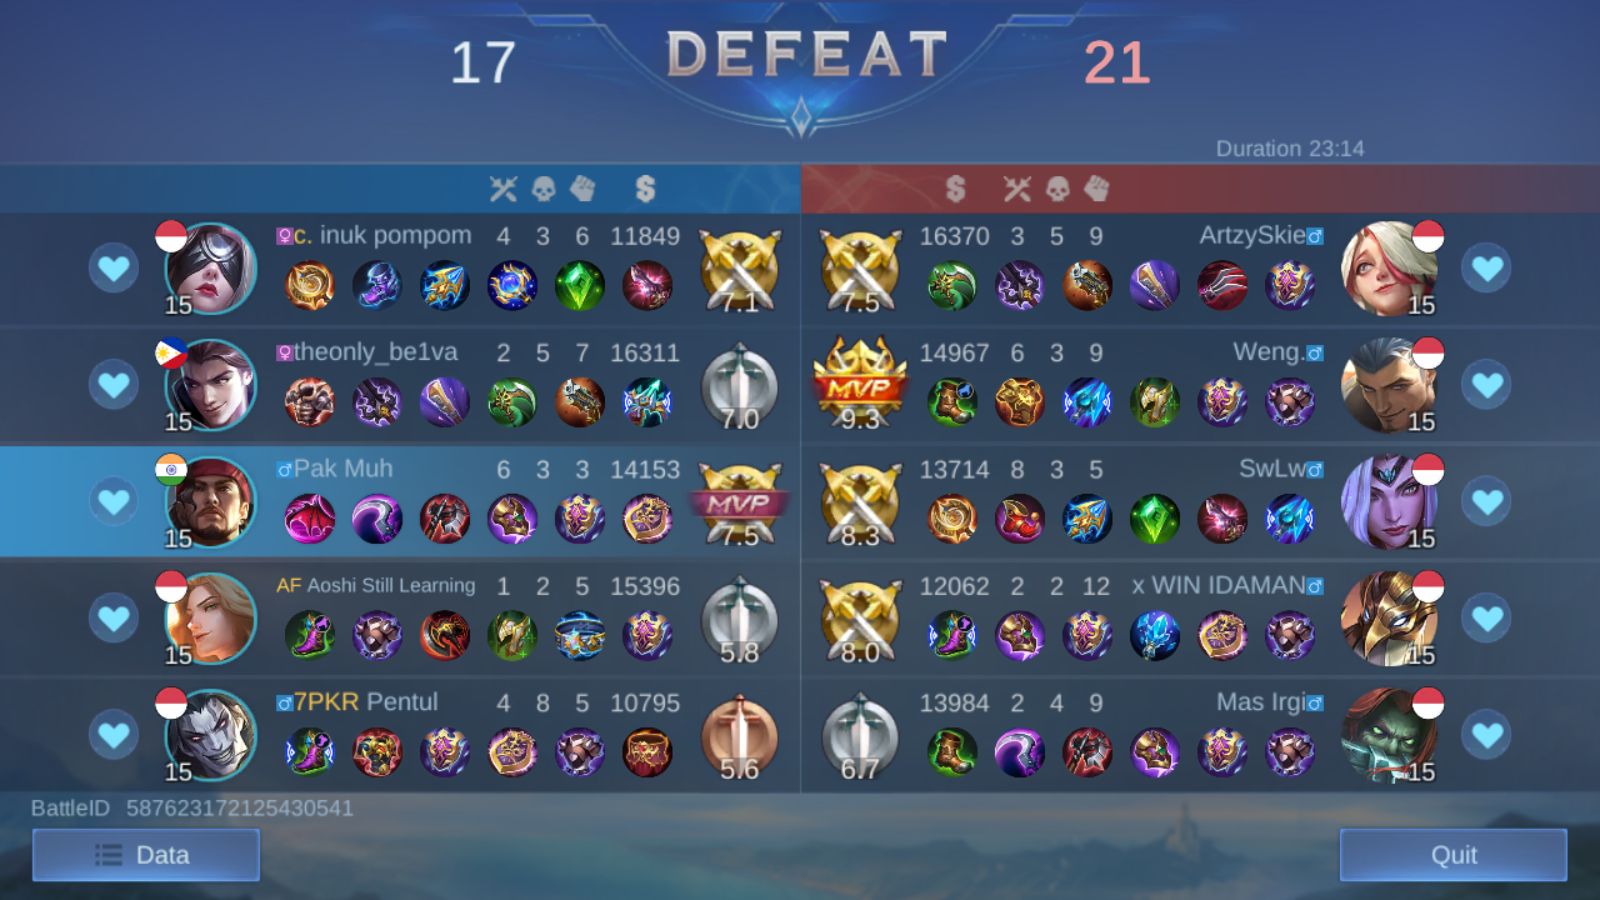 17 DEFEAT 21
Duration 23:14
c. inuk pompom 4 3 6 11849 7.1
15
7.5 16370 3 5 9 ArtzySkie
15
theonly_be1va 2 5 7 16311 7.0
15
MVP 9.3 14967 6 3 9 Weng.
15
Pak Muh 6 3 3 14153 MVP 7.5
15
8.3 13714 8 3 5 SwLw
15
AF Aoshi Still Learning 1 2 5 15396 5.8
15
8.0 12062 2 2 12 x WIN IDAMAN
15
7PKR Pentul 4 8 5 10795 5.6
15
6.7 13984 2 4 9 Mas Irgi
15
BattleID 587623172125430541
Data
Quit